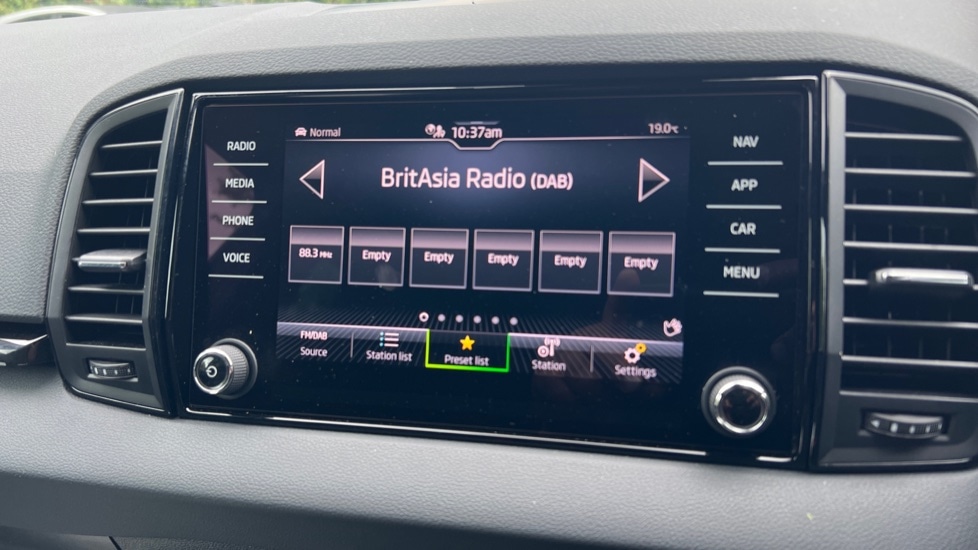 Normal
10:37am
19.0°C
BritAsia Radio (DAB)
88.3 MHz
Empty
Empty
Empty
Empty
Empty
FM/DAB
Source
Station list
Preset list
Station
Settings
RADIO
MEDIA
PHONE
VOICE
NAV
APP
CAR
MENU